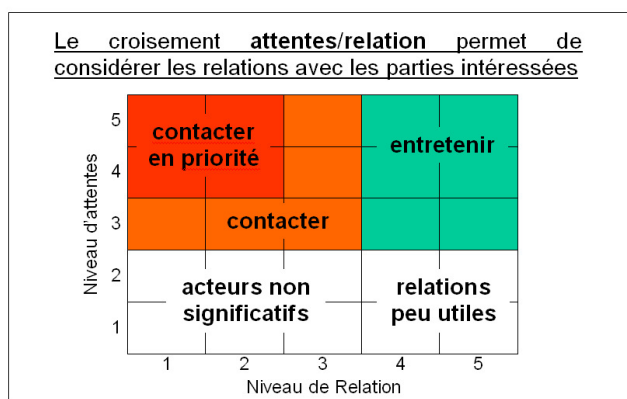 Le croisement attentes/relation permet de
considérer les relations avec les parties intéressées
Niveau d'attentes
5
4
3
2
1
contacter
en priorité
entretenir
contacter
acteurs non
significatifs
relations
peu utiles
1 2 3 4 5
Niveau de Relation